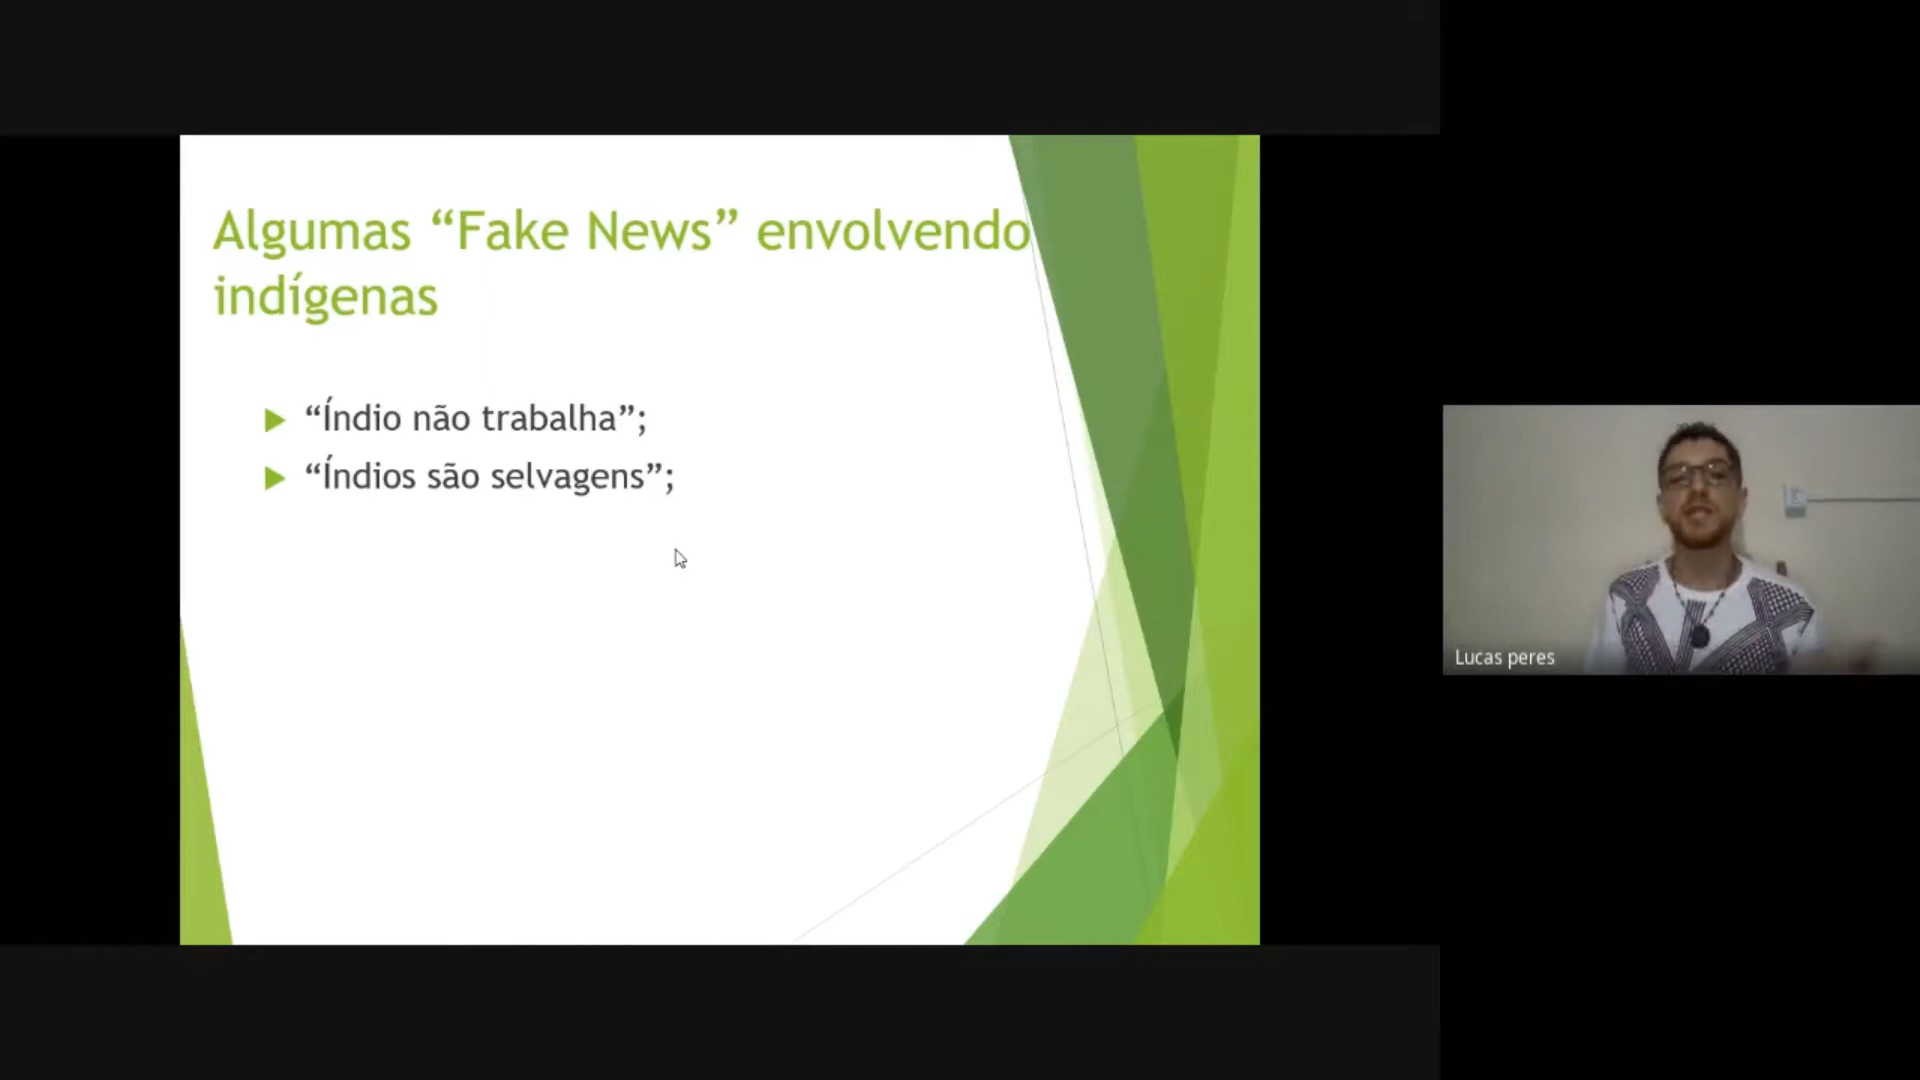 Algumas “Fake News” envolvendo
indígenas
“Índio não trabalha”;
“Índios são selvagens”;
Lucas peres